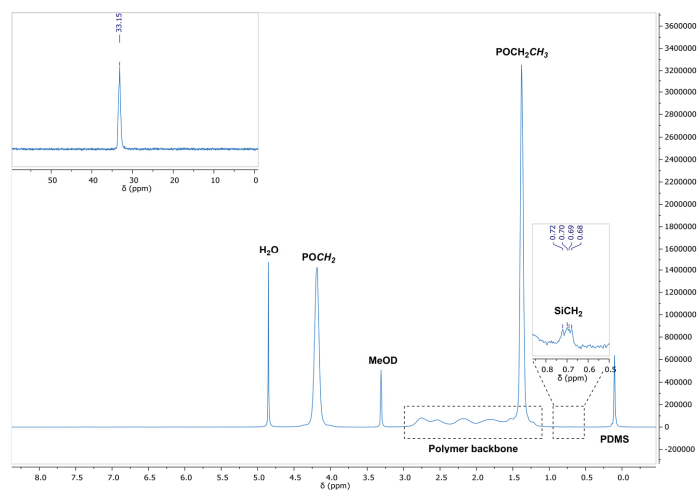 33.15
50 40 30 20 10 0
δ (ppm)
POCH₂CH₃
H₂O
POCH₂
MeOD
0.72
0.70
0.69
0.68
SiCH₂
0.8 0.7 0.6 0.5
δ (ppm)
Polymer backbone
PDMS
3600000
3400000
3200000
3000000
2800000
2600000
2400000
2200000
2000000
1800000
1600000
1400000
1200000
1000000
800000
600000
400000
200000
0
-200000
8.0 7.5 7.0 6.5 6.0 5.5 5.0 4.5 4.0 3.5 3.0 2.5 2.0 1.5 1.0 0.5 0.0
δ (ppm)